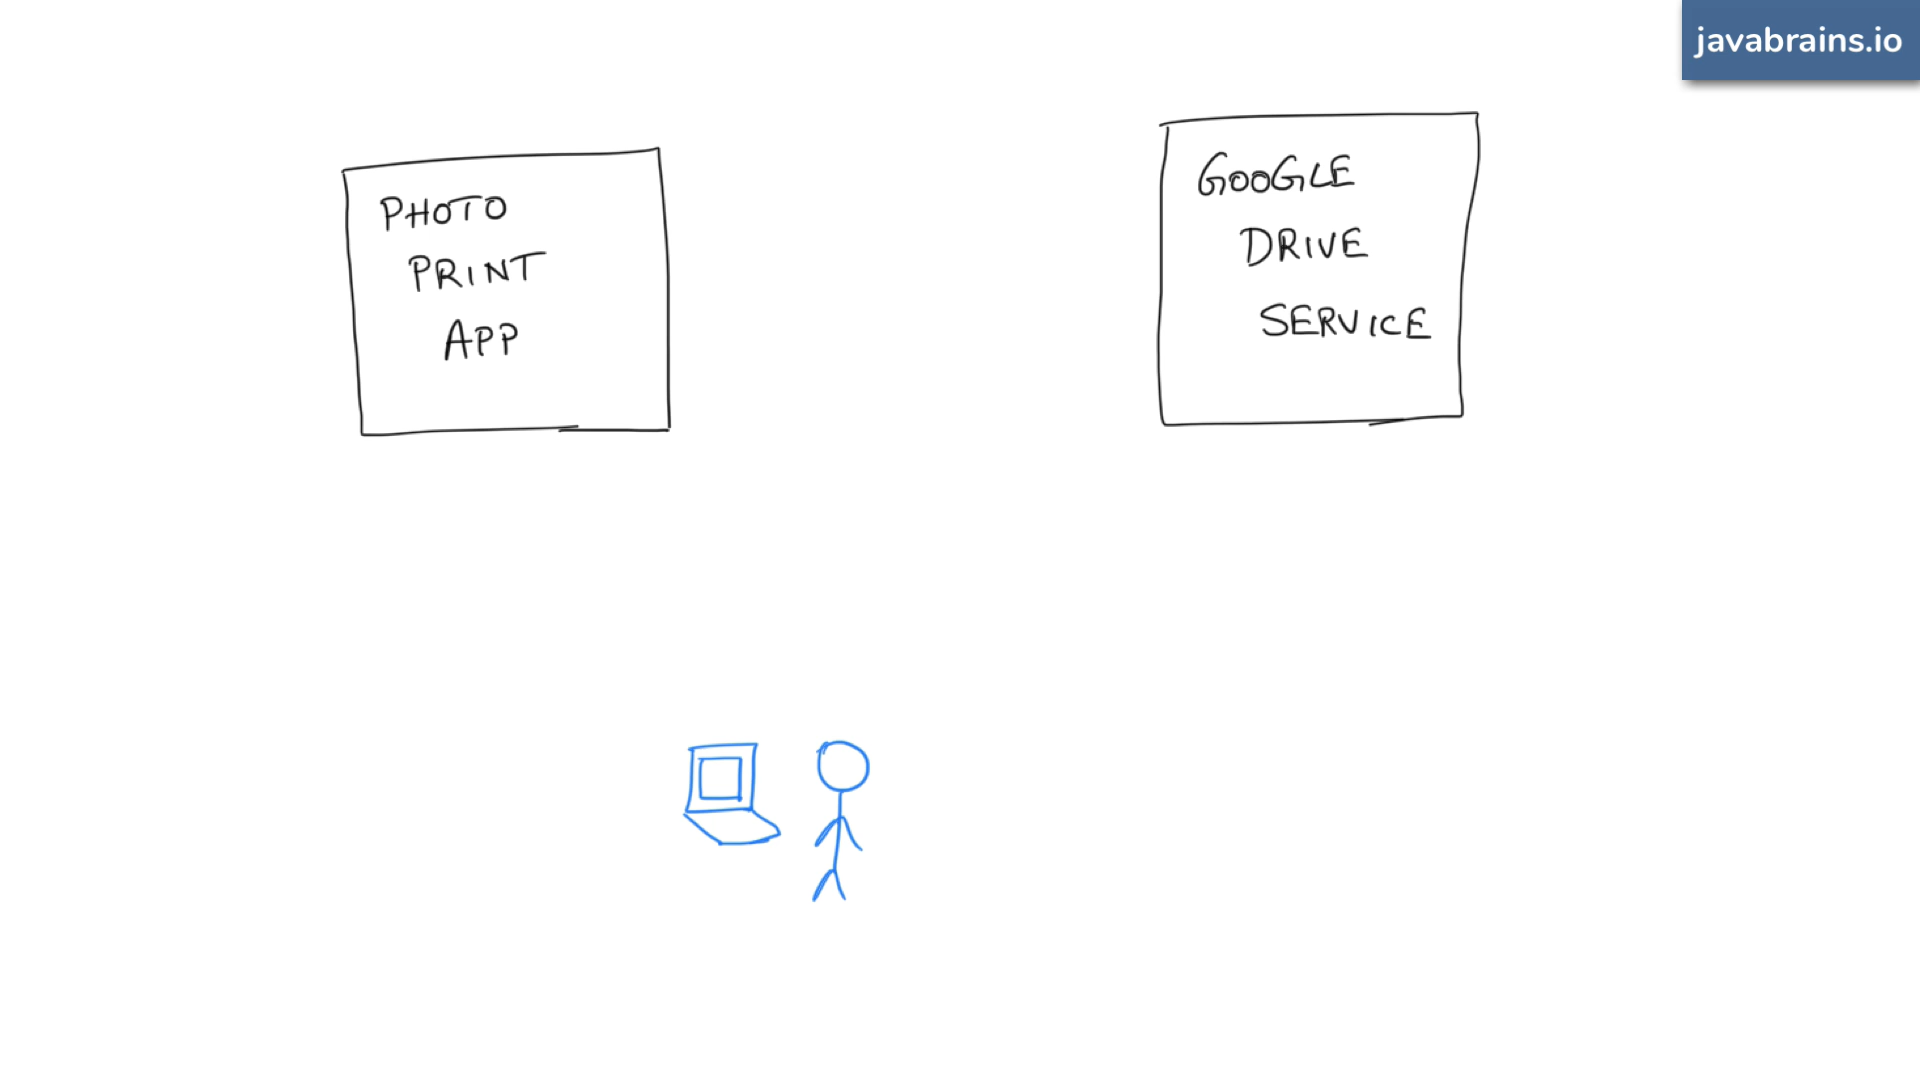 javabrains.io
PHOTO
PRINT
APP
GOOGLE
DRIVE
SERVICE